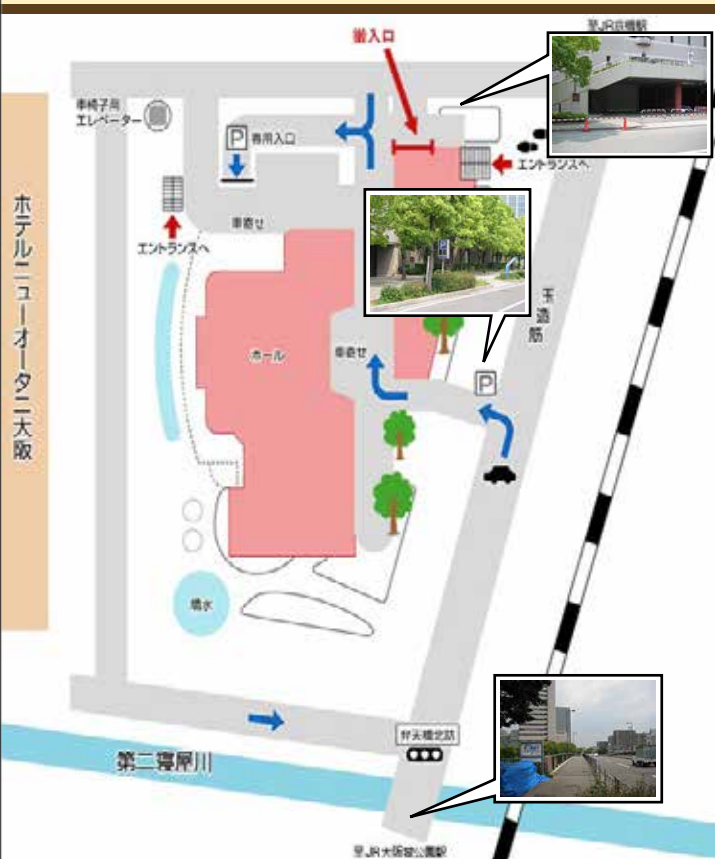 至JR京橋駅
搬入口
車椅子用
エレベーター
P
専用入口
エントランスへ
エントランスへ
車寄せ
玉造筋
ホテルニューオータニ大阪
ホール
車寄せ
P
噴水
弁天橋北詰
第二寝屋川
至JR大阪城公園駅